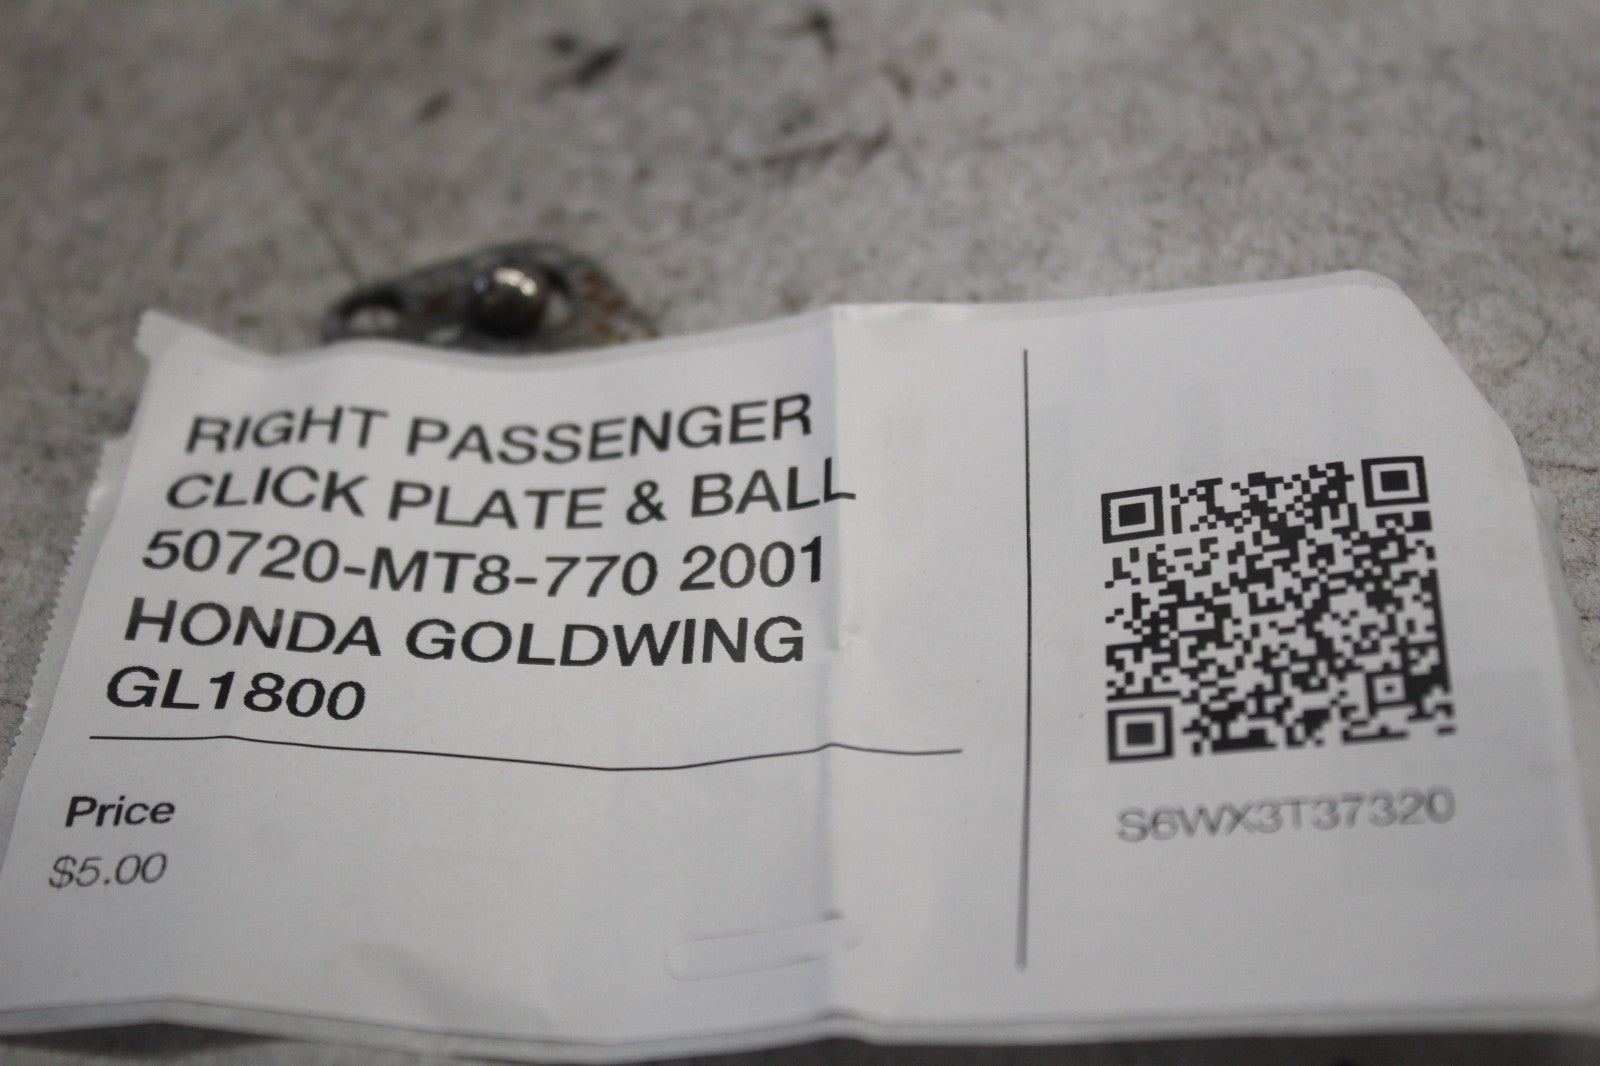 RIGHT PASSENGER
CLICK PLATE & BALL
50720-MT8-770 2001
HONDA GOLDWING
GL1800
Price
$5.00
S6WX3T37320